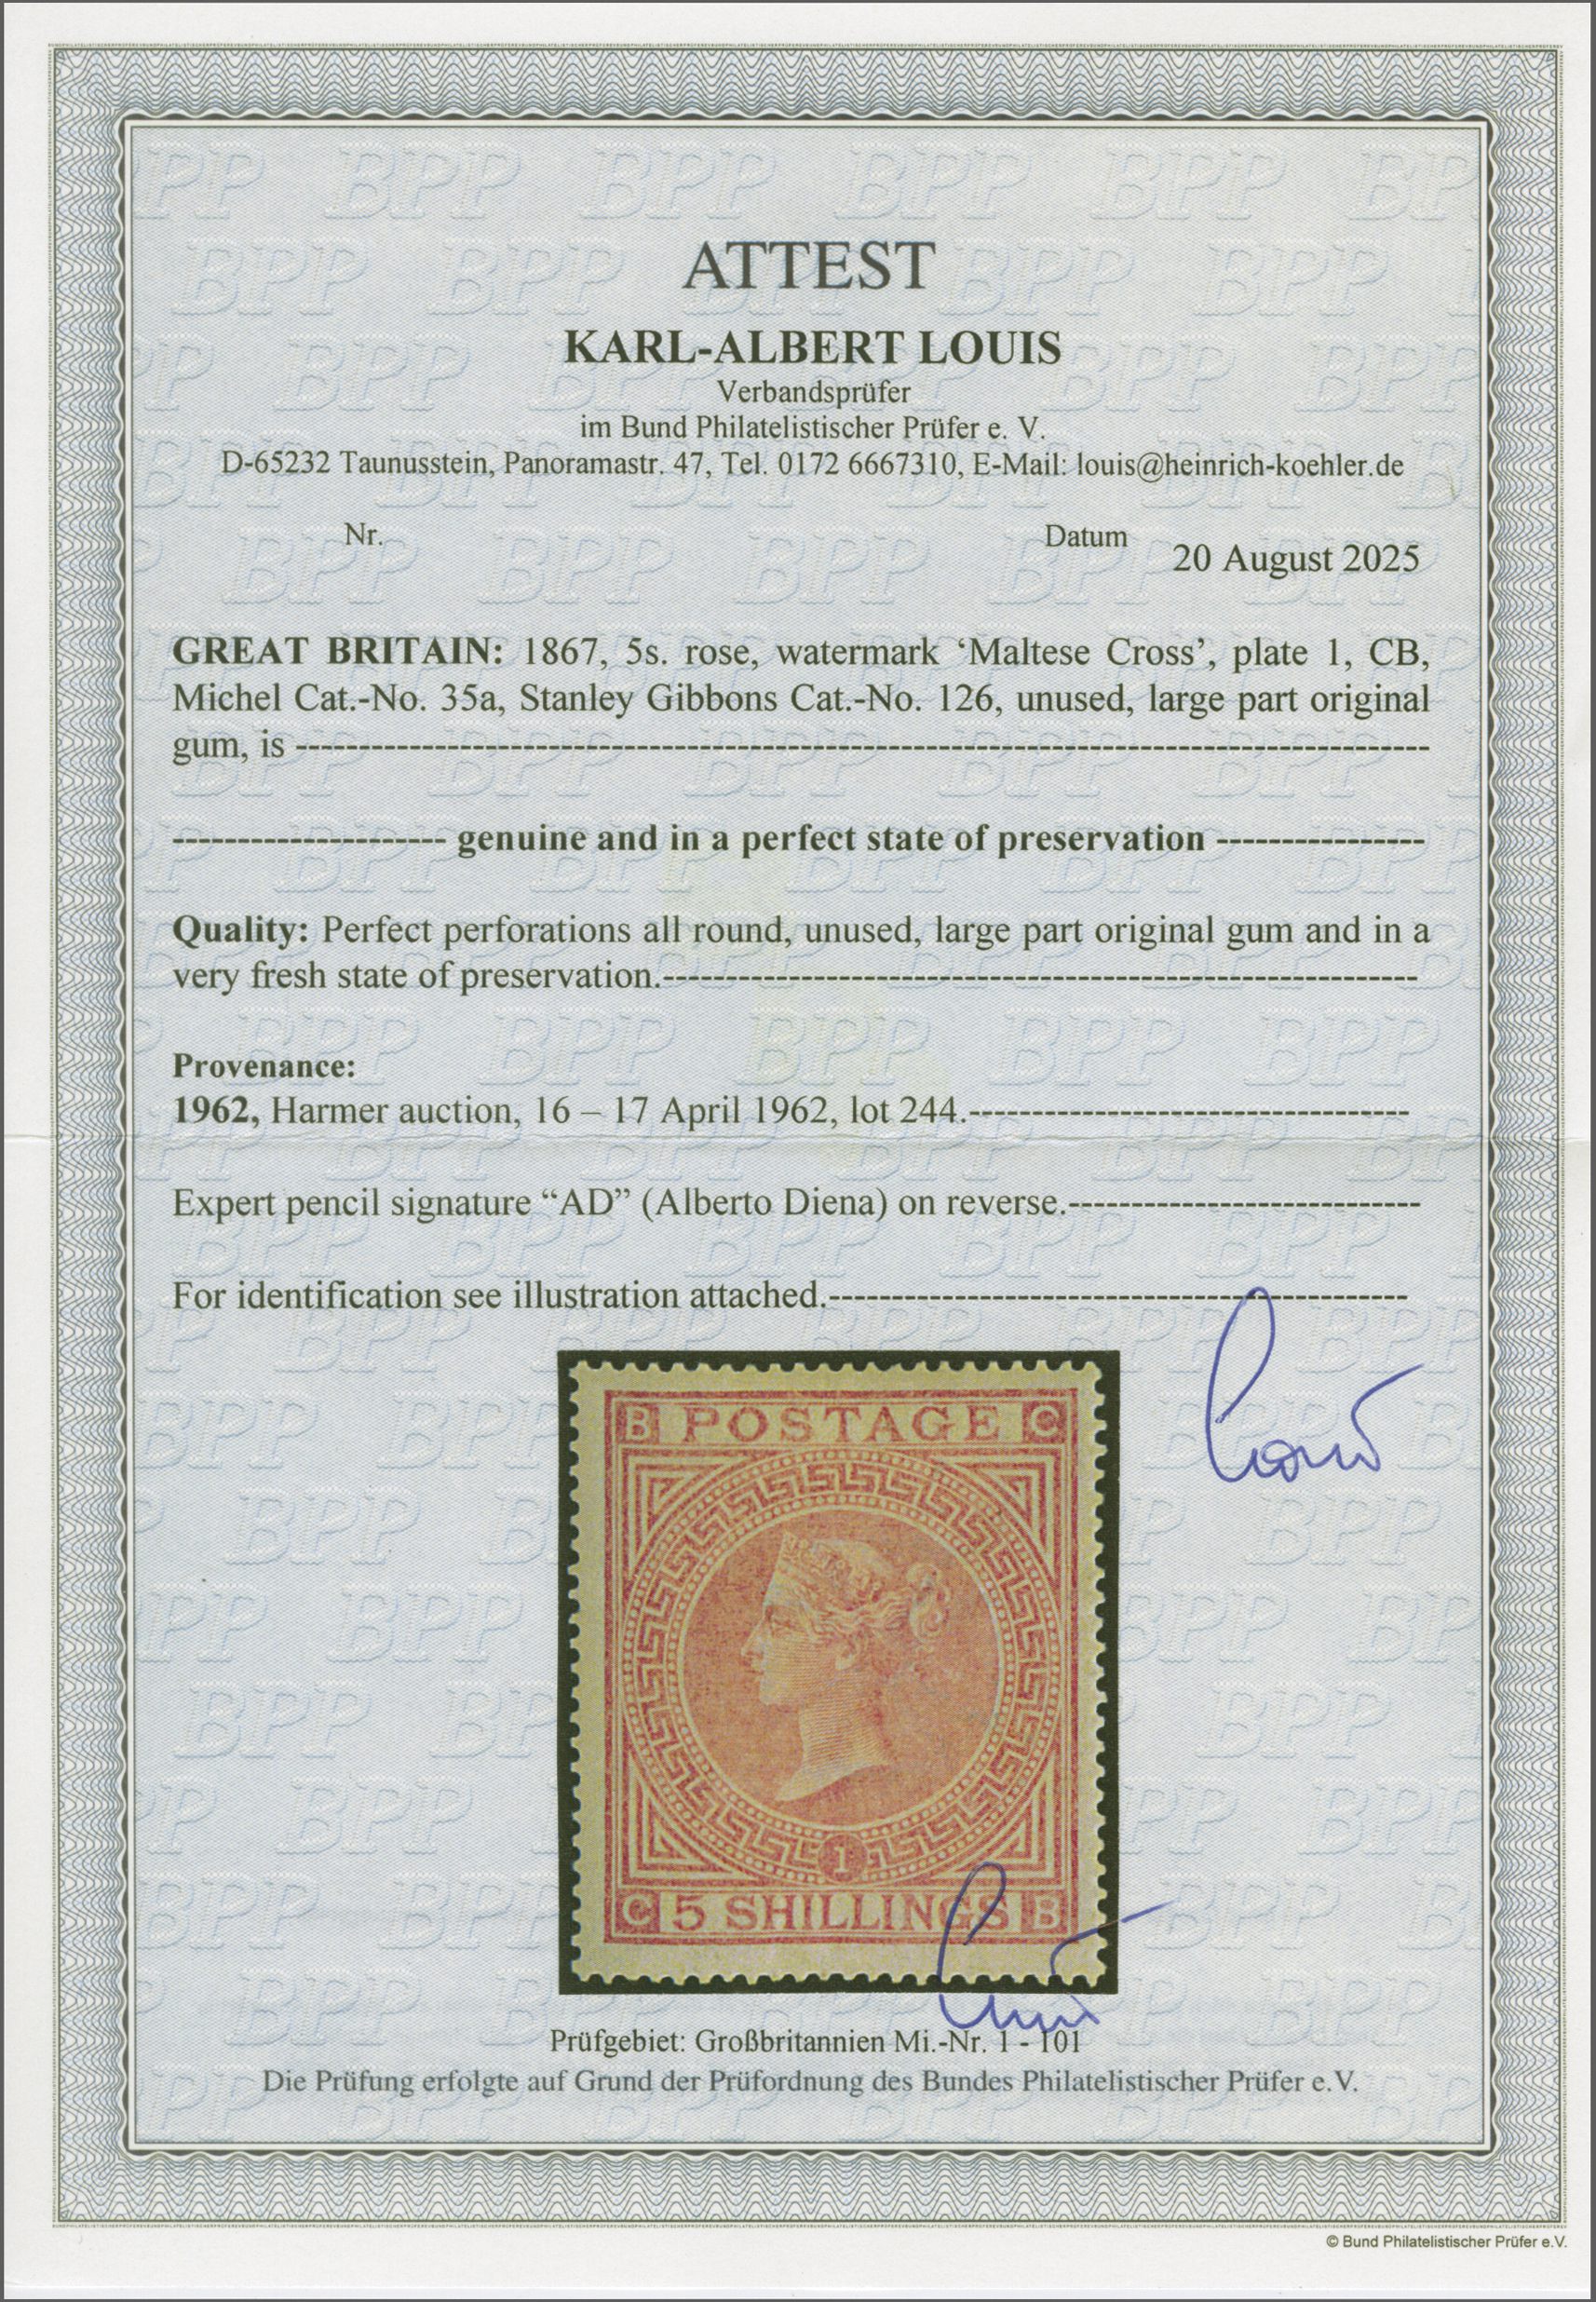 ATTEST
KARL-ALBERT LOUIS
Verbandsprüfer
im Bund Philatelistischer Prüfer e. V.
D-65232 Taunusstein, Panoramastr. 47, Tel. 0172 6667310, E-Mail: louis@heinrich-koehler.de
Nr.
Datum
20 August 2025
GREAT BRITAIN: 1867, 5s. rose, watermark ‘Maltese Cross’, plate 1, CB,
Michel Cat.-No. 35a, Stanley Gibbons Cat.-No. 126, unused, large part original
gum, is ----------------------------------------------------------------------------------------
--------------------- genuine and in a perfect state of preservation ----------------
Quality: Perfect perforations all round, unused, large part original gum and in a
very fresh state of preservation.-----------------------------------------------------------
Provenance:
1962, Harmer auction, 16 – 17 April 1962, lot 244.----------------------------------
Expert pencil signature “AD” (Alberto Diena) on reverse.---------------------------
For identification see illustration attached.---------------------------------------------
Louis
B POSTAGE C
1
C 5 SHILLINGS B
Louis
Prüfgebiet: Großbritannien Mi.-Nr. 1 - 101
Die Prüfung erfolgte auf Grund der Prüfordnung des Bundes Philatelistischer Prüfer e.V.
© Bund Philatelistischer Prüfer e.V.